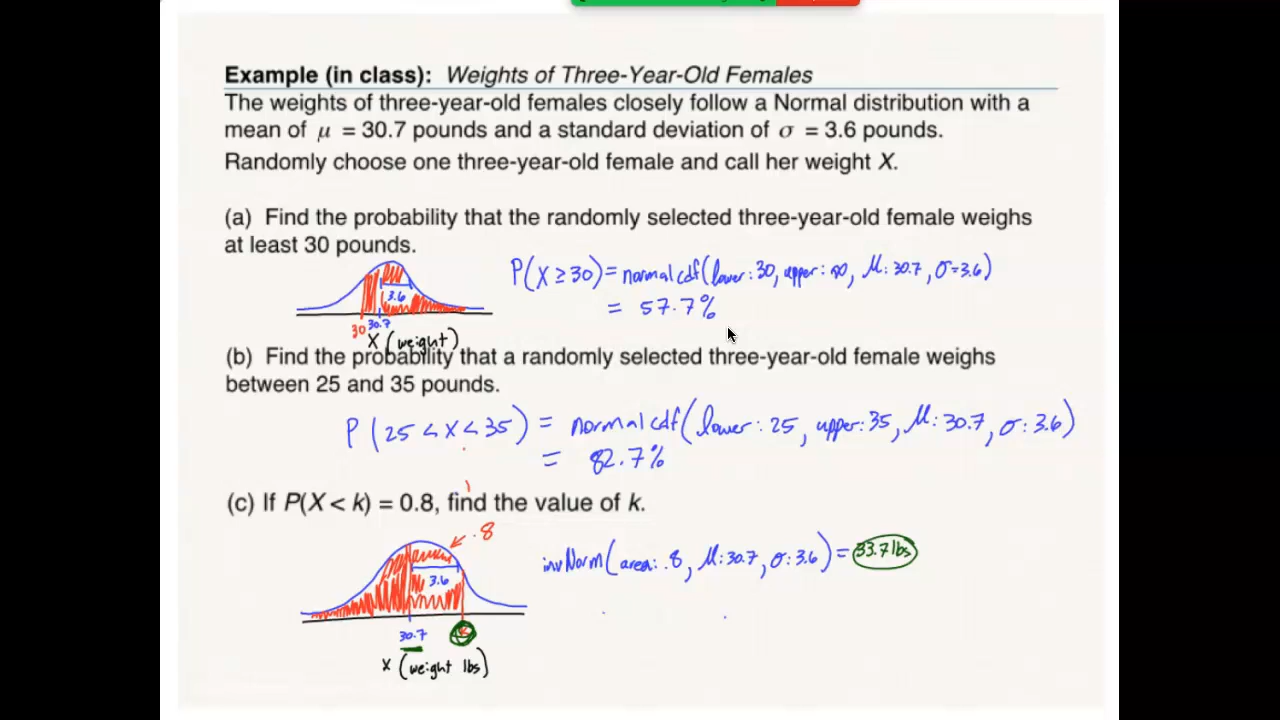 Example (in class): Weights of Three-Year-Old Females
The weights of three-year-old females closely follow a Normal distribution with a
mean of μ = 30.7 pounds and a standard deviation of σ = 3.6 pounds.
Randomly choose one three-year-old female and call her weight X.
(a) Find the probability that the randomly selected three-year-old female weighs
at least 30 pounds.
P(X ≥ 30) = normalcdf(lower: 30, upper: ∞, μ: 30.7, σ = 3.6)
3.6
= 57.7%
30 30.7
X (weight)
(b) Find the probability that a randomly selected three-year-old female weighs
between 25 and 35 pounds.
P(25 < X < 35) = normalcdf(lower: 25, upper: 35, μ: 30.7, σ: 3.6)
= 82.7%
(c) If P(X < k) = 0.8, find the value of k.
.8
invNorm(area: .8, μ: 30.7, σ: 3.6) = 33.7 lbs
3.6
30.7
X (weight lbs)